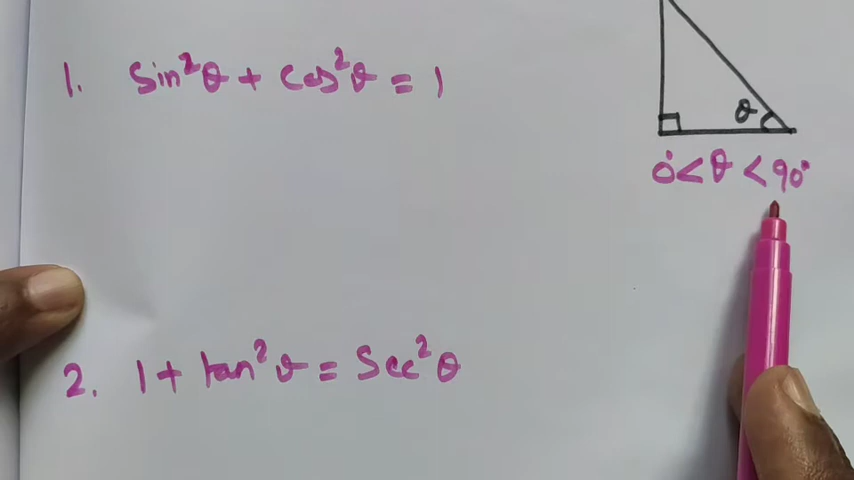 1. Sin²θ + Cos²θ = 1
θ
0° < θ < 90°
2. 1 + tan²θ = Sec²θ